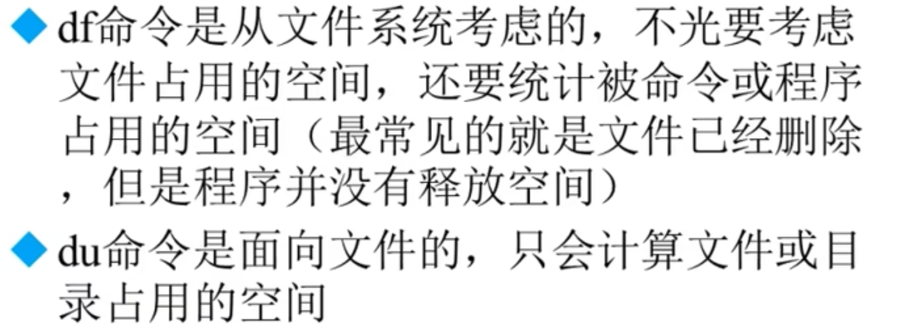 df命令是从文件系统考虑的，不光要考虑
文件占用的空间，还要统计被命令或程序
占用的空间（最常见的就是文件已经删除
，但是程序并没有释放空间）
du命令是面向文件的，只会计算文件或目
录占用的空间